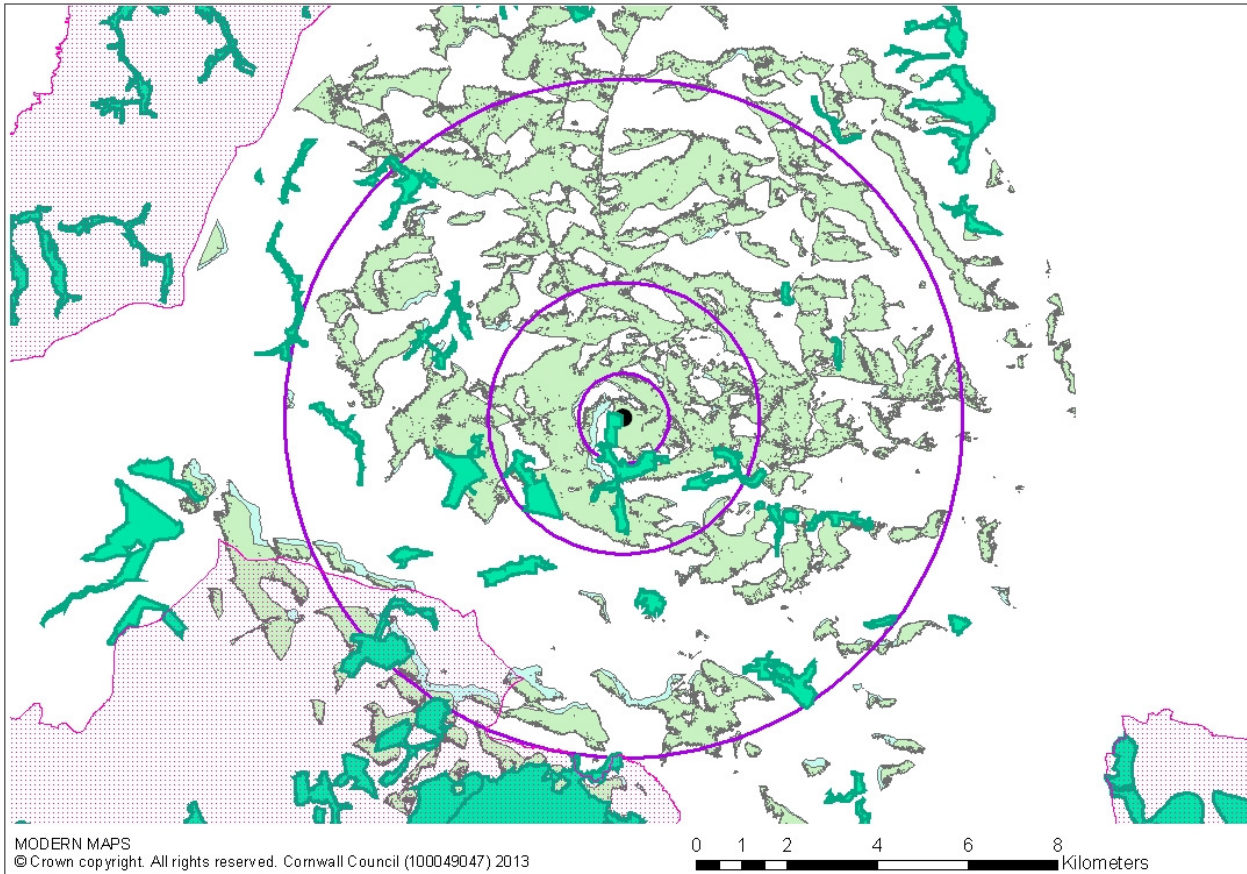 MODERN MAPS
© Crown copyright. All rights reserved. Cornwall Council (100049047) 2013
0 1 2 4 6 8
Kilometers